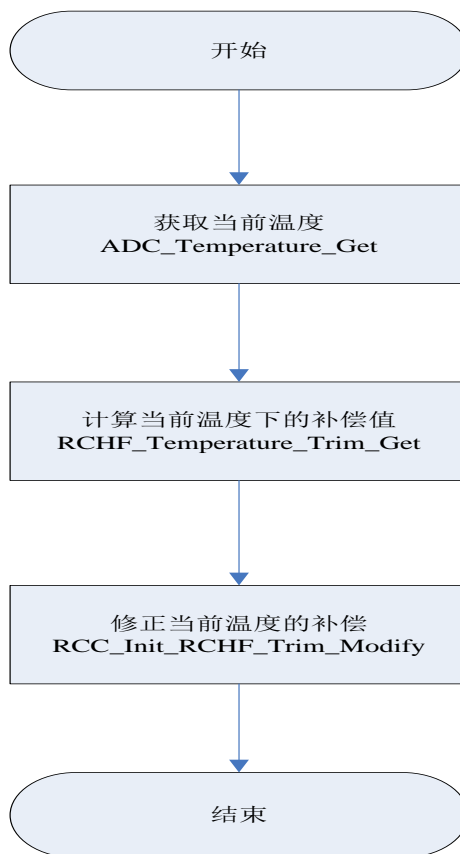 开始
获取当前温度
ADC_Temperature_Get
计算当前温度下的补偿值
RCHF_Temperature_Trim_Get
修正当前温度的补偿
RCC_Init_RCHF_Trim_Modify
结束